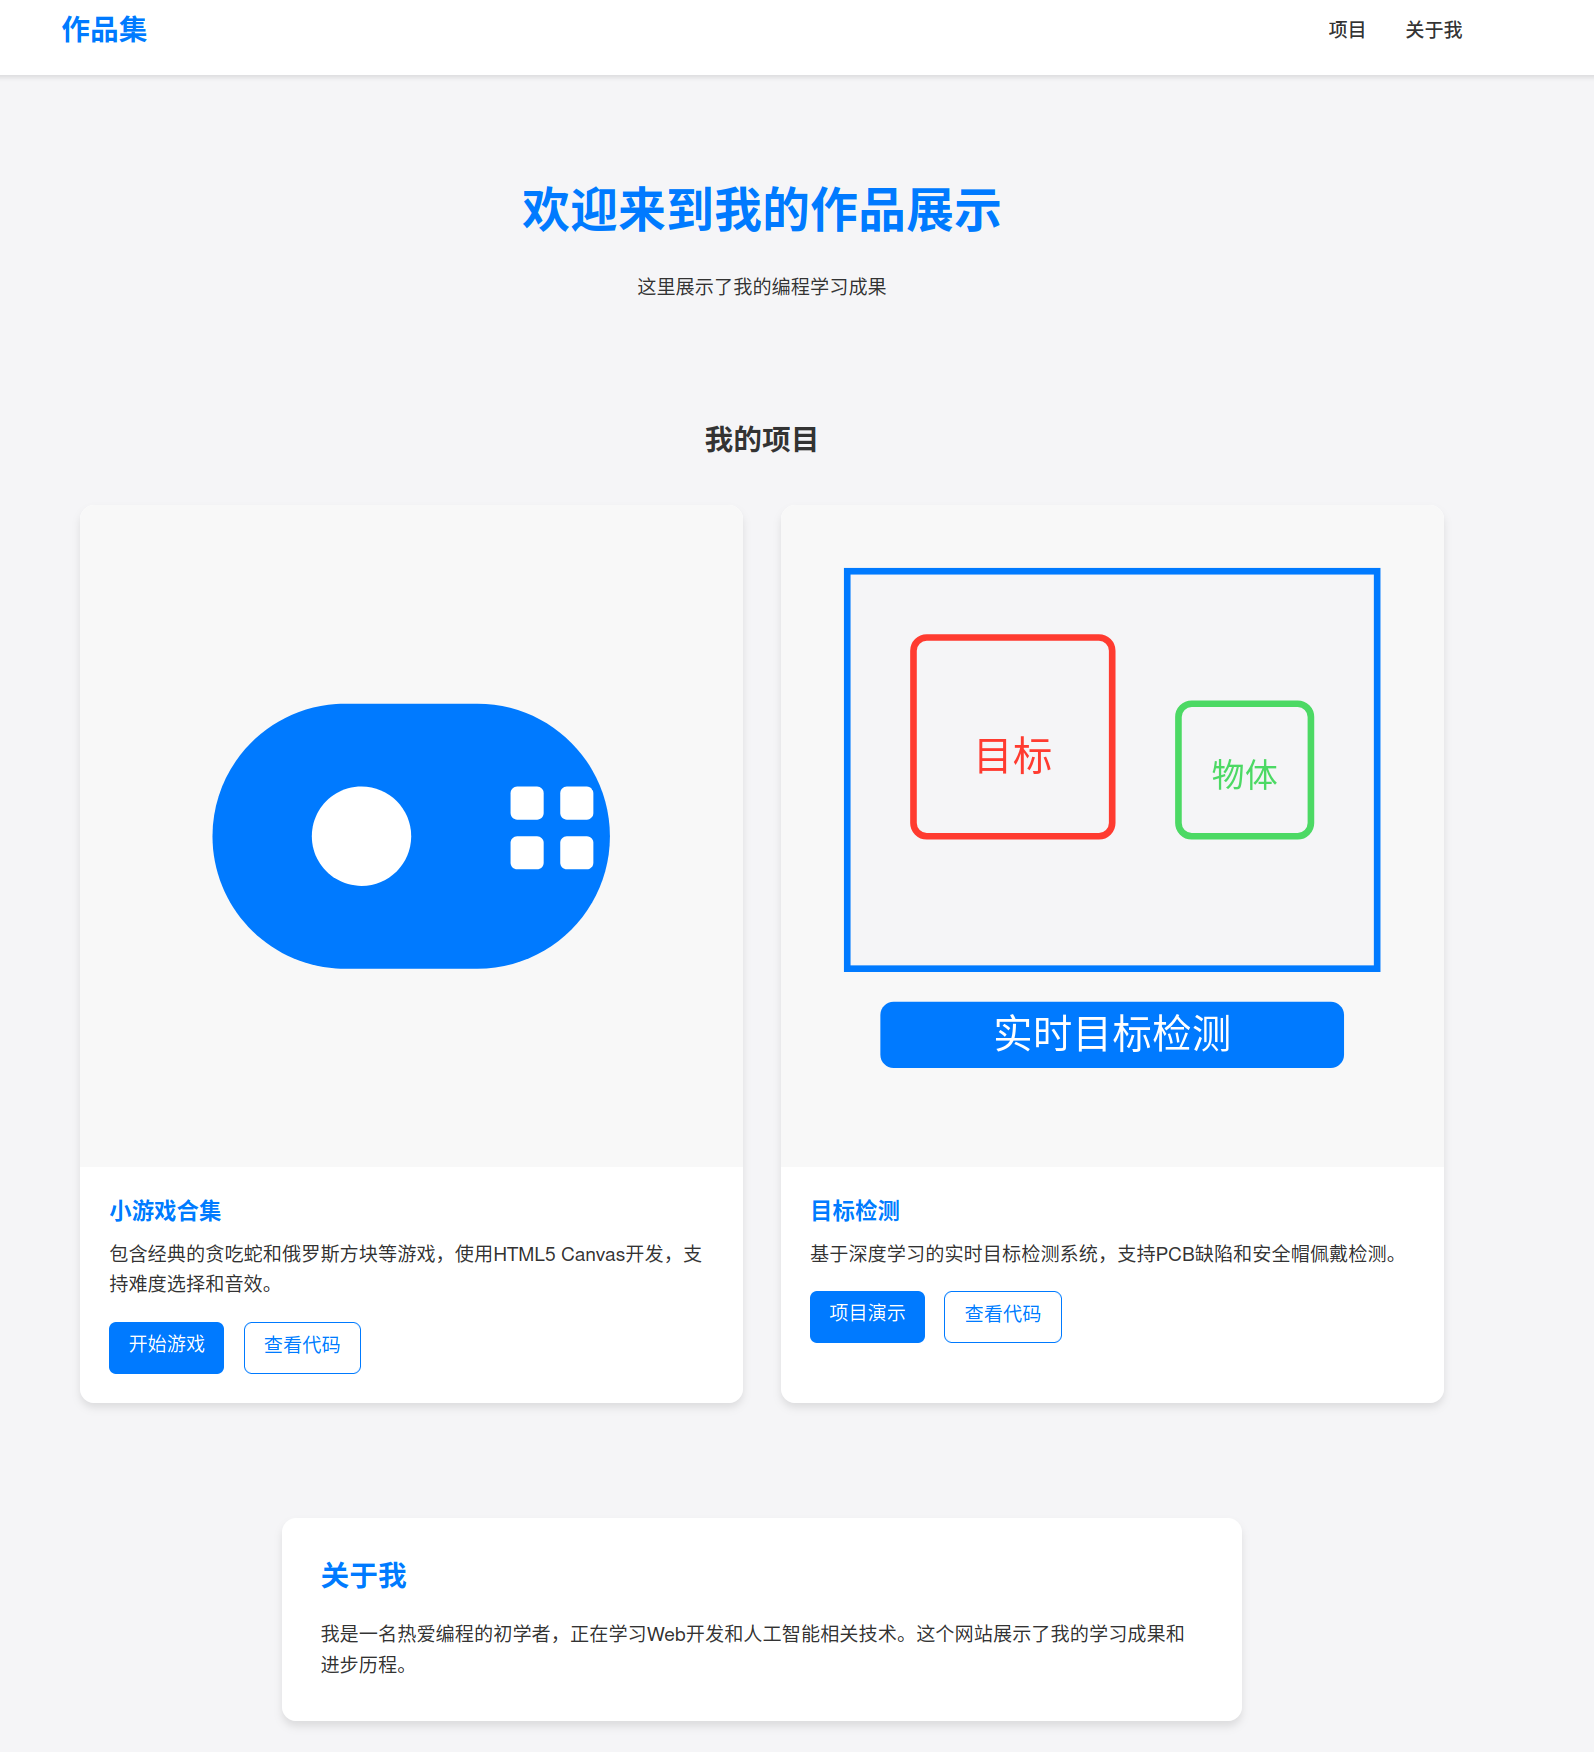 作品集
项目 关于我
欢迎来到我的作品展示
这里展示了我的编程学习成果
我的项目
目标
物体
实时目标检测
小游戏合集
包含经典的贪吃蛇和俄罗斯方块等游戏，使用HTML5 Canvas开发，支
持难度选择和音效。
开始游戏 查看代码
目标检测
基于深度学习的实时目标检测系统，支持PCB缺陷和安全帽佩戴检测。
项目演示 查看代码
关于我
我是一名热爱编程的初学者，正在学习Web开发和人工智能相关技术。这个网站展示了我的学习成果和
进步历程。